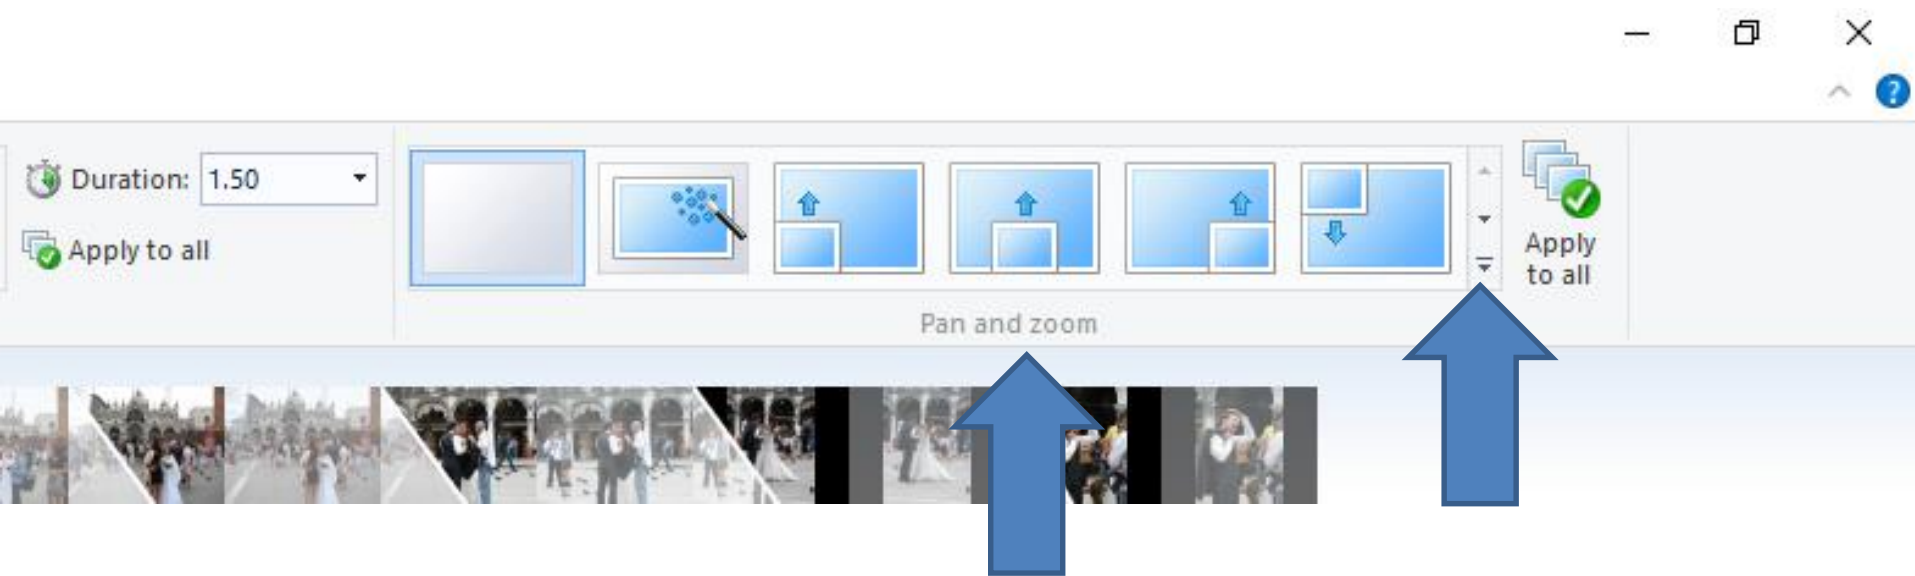 ?
Duration: 1.50
Apply to all
Apply
to all
Pan and zoom